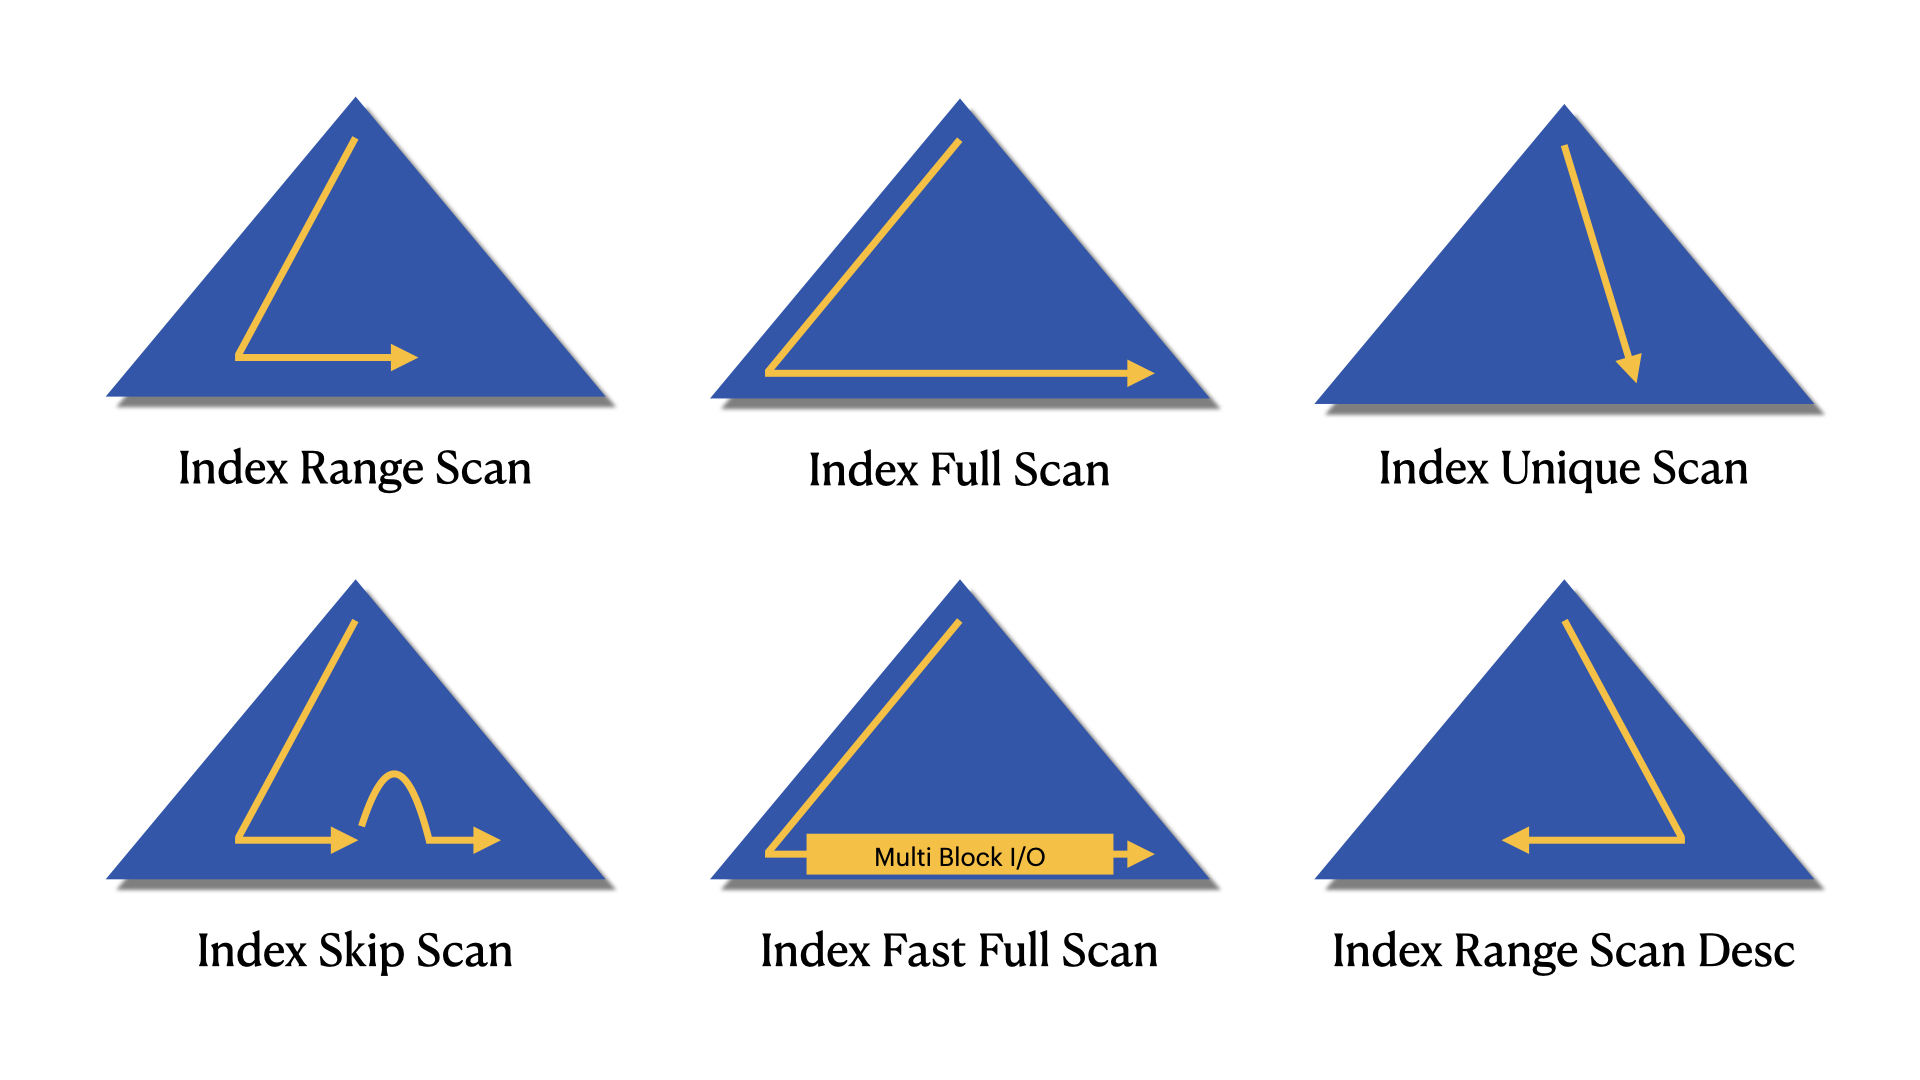 Index Range Scan
Index Full Scan
Index Unique Scan
Multi Block I/O
Index Skip Scan
Index Fast Full Scan
Index Range Scan Desc